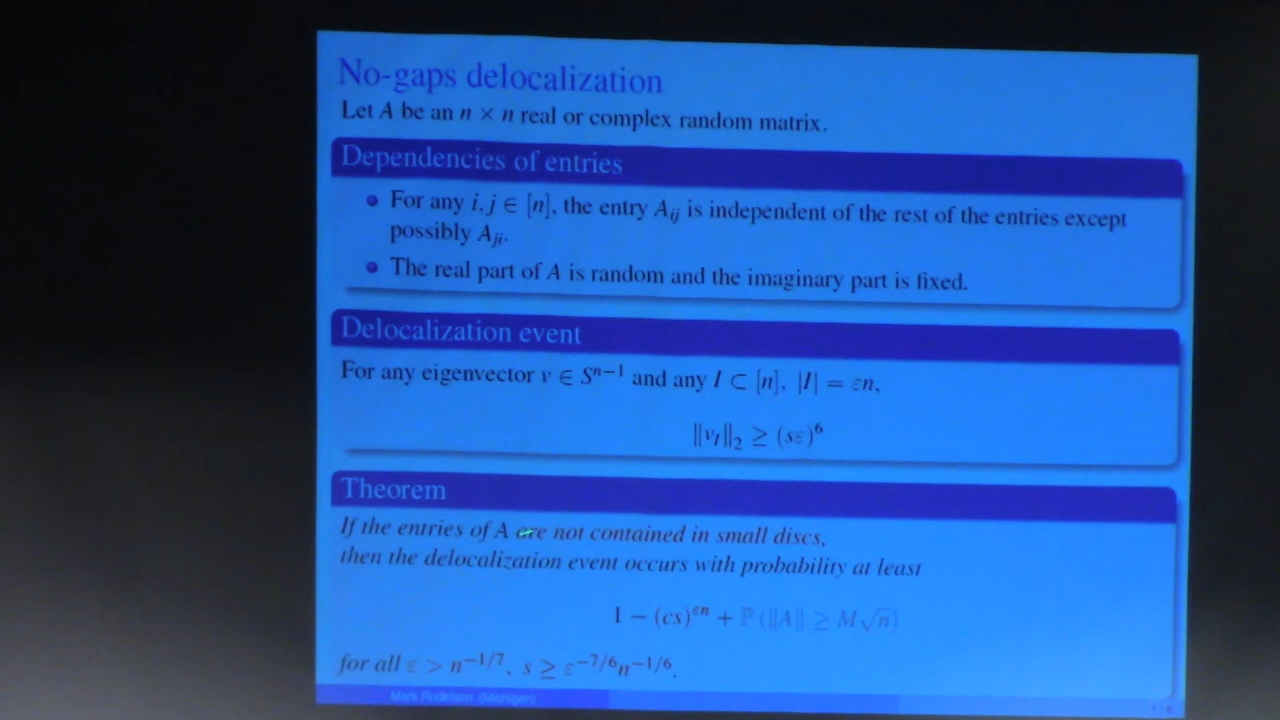 No-gaps delocalization
Let A be an n × n real or complex random matrix.
Dependencies of entries
• For any i, j ∈ [n], the entry A_{ij} is independent of the rest of the entries except
possibly A_{ji}.
• The real part of A is random and the imaginary part is fixed.
Delocalization event
For any eigenvector v ∈ S^{n−1} and any I ⊂ [n], |I| = εn,
‖v_I‖_2 ≥ (sε)^6
Theorem
If the entries of A are not contained in small discs,
then the delocalization event occurs with probability at least
1 − (cs)^{εn} + ℙ (‖A‖ ≥ M√n)
for all ε > n^{−1/7}, s ≥ ε^{−7/6}n^{−1/6}.
Mark Rudelson (Michigan)